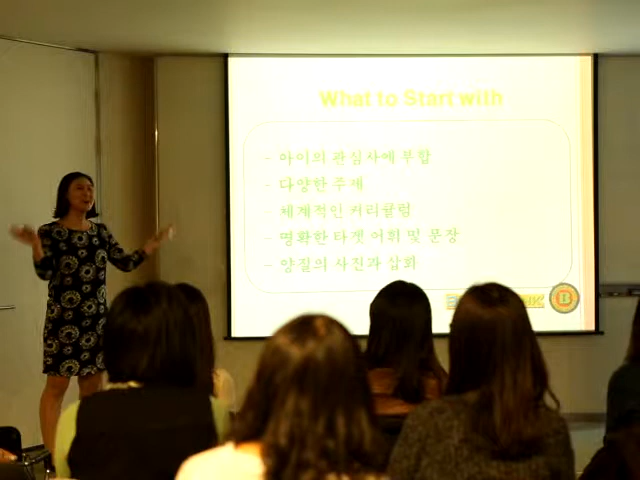 What to Start with
- 아이의 관심사에 부합
- 다양한 주제
- 체계적인 커리큘럼
- 명확한 타겟 어휘 및 문장
- 양질의 사진과 삽화
B